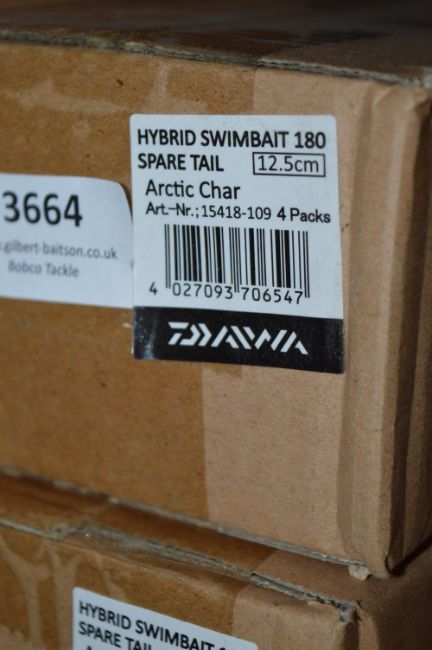 HYBRID SWIMBAIT 180
SPARE TAIL 12.5cm
Arctic Char
Art.-Nr.;15418-109 4 Packs
4 027093 706547
DAIWA
3664
.gilbert-baitson.co.uk
Bobco Tackle
HYBRID SWIMBAIT 1
SPARE TAIL